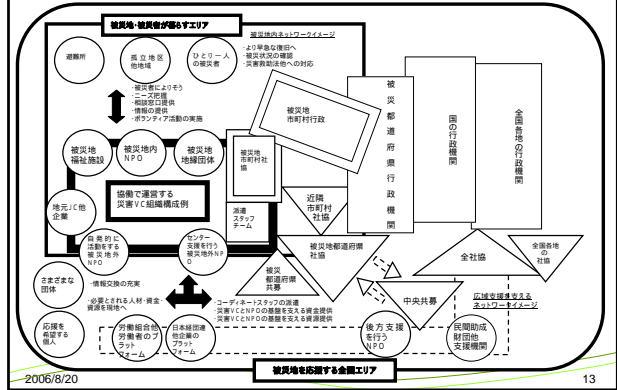 被災地・被災者が暮らすエリア
被災地内ネットワークイメージ
・より早急な復旧へ
・被災状況の確認
・災害救助法他への対応
避難所
孤立地区
他地域
ひとり一人
の被災者
・被災者によりそう
・ニーズ把握
・相談窓口提供
・情報の提供
・ボランティア活動の実施
被災地
市町村行政
被災都道府県行政機関
国の行政機関
全国各地の行政機関
被災地
福祉施設
被災地内
NPO
被災地
地縁団体
被災地
市町村
社協
協働で運営する
災害VC組織構成例
地元JC他
企業
派遣
スタッフ
チーム
近隣
市町村
社協
自発的に
活動をする
被災地外
NPO
センター
支援を行う
被災地外NP
O
被災地都道府県
社協
全社協
全国各地
の社協
被災
都道府県共募
さまざまな
団体
・情報交換の充実
・必要とされる人材・資金・
資源を現地へ
・コーディネートスタッフの派遣
・災害VCとNPOの基盤を支える資金提供
・災害VCとNPOの基盤を支える資源提供
中央共募
広域支援を支える
ネットワークイメージ
応援を
希望する
個人
労働組合他
労働者のプ
ラット
フォーム
日本経団連
他企業の
プラット
フォーム
後方支援
を行う
NPO
民間助成
財団他
支援機関
被災地を応援する全国エリア
2006/8/20
13